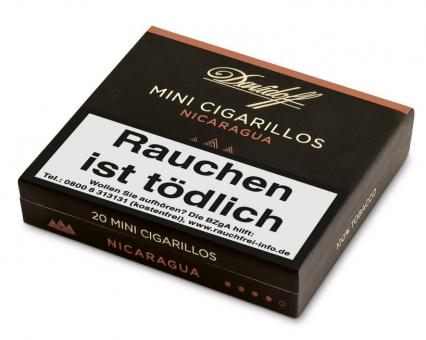 Davidoff
MINI CIGARILLOS
NICARAGUA
Rauchen
ist tödlich
Wollen Sie aufhören? Die BZgA hilft:
Tel.: 0800 8 313131 (kostenfrei), www.rauchfrei-info.de
20 MINI CIGARILLOS
NICARAGUA
100% TOBACCO